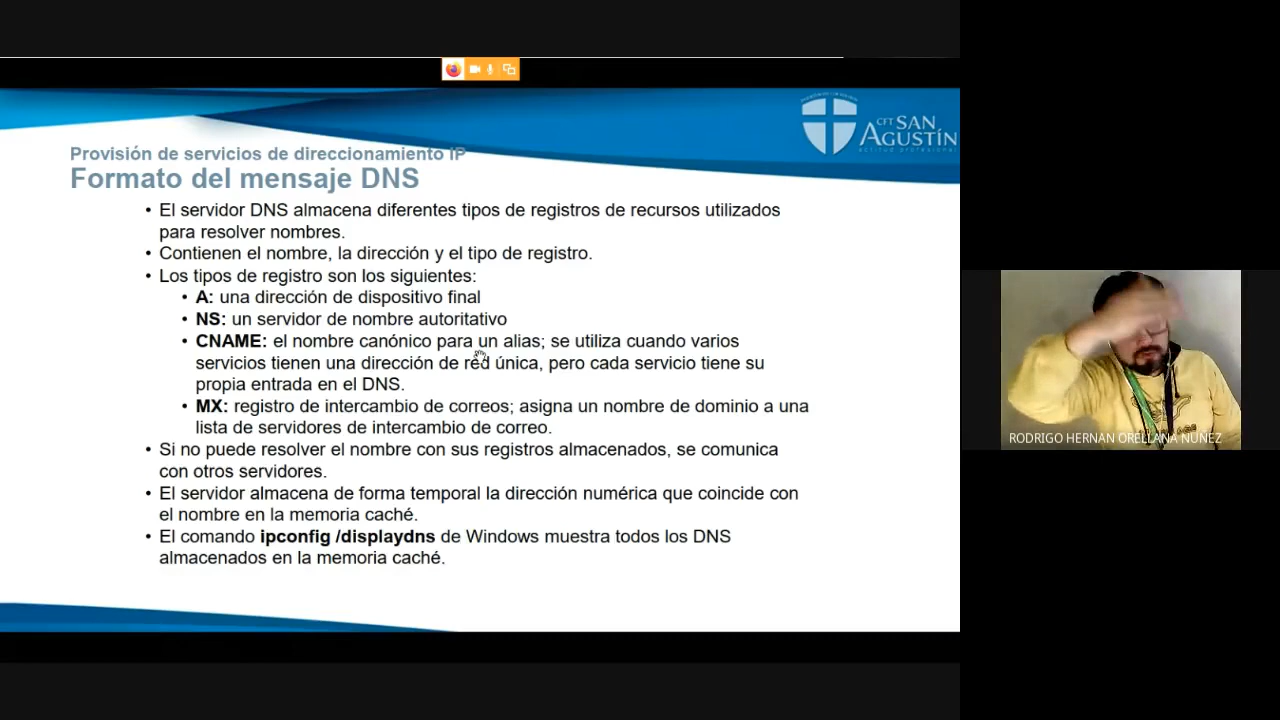 CFT SAN
AGUSTÍN
actitud profesional
Provisión de servicios de direccionamiento IP
Formato del mensaje DNS
• El servidor DNS almacena diferentes tipos de registros de recursos utilizados
para resolver nombres.
• Contienen el nombre, la dirección y el tipo de registro.
• Los tipos de registro son los siguientes:
• A: una dirección de dispositivo final
• NS: un servidor de nombre autoritativo
• CNAME: el nombre canónico para un alias; se utiliza cuando varios
servicios tienen una dirección de red única, pero cada servicio tiene su
propia entrada en el DNS.
• MX: registro de intercambio de correos; asigna un nombre de dominio a una
lista de servidores de intercambio de correo.
• Si no puede resolver el nombre con sus registros almacenados, se comunica
con otros servidores.
• El servidor almacena de forma temporal la dirección numérica que coincide con
el nombre en la memoria caché.
• El comando ipconfig /displaydns de Windows muestra todos los DNS
almacenados en la memoria caché.
RODRIGO HERNAN ORELLANA NUNEZ